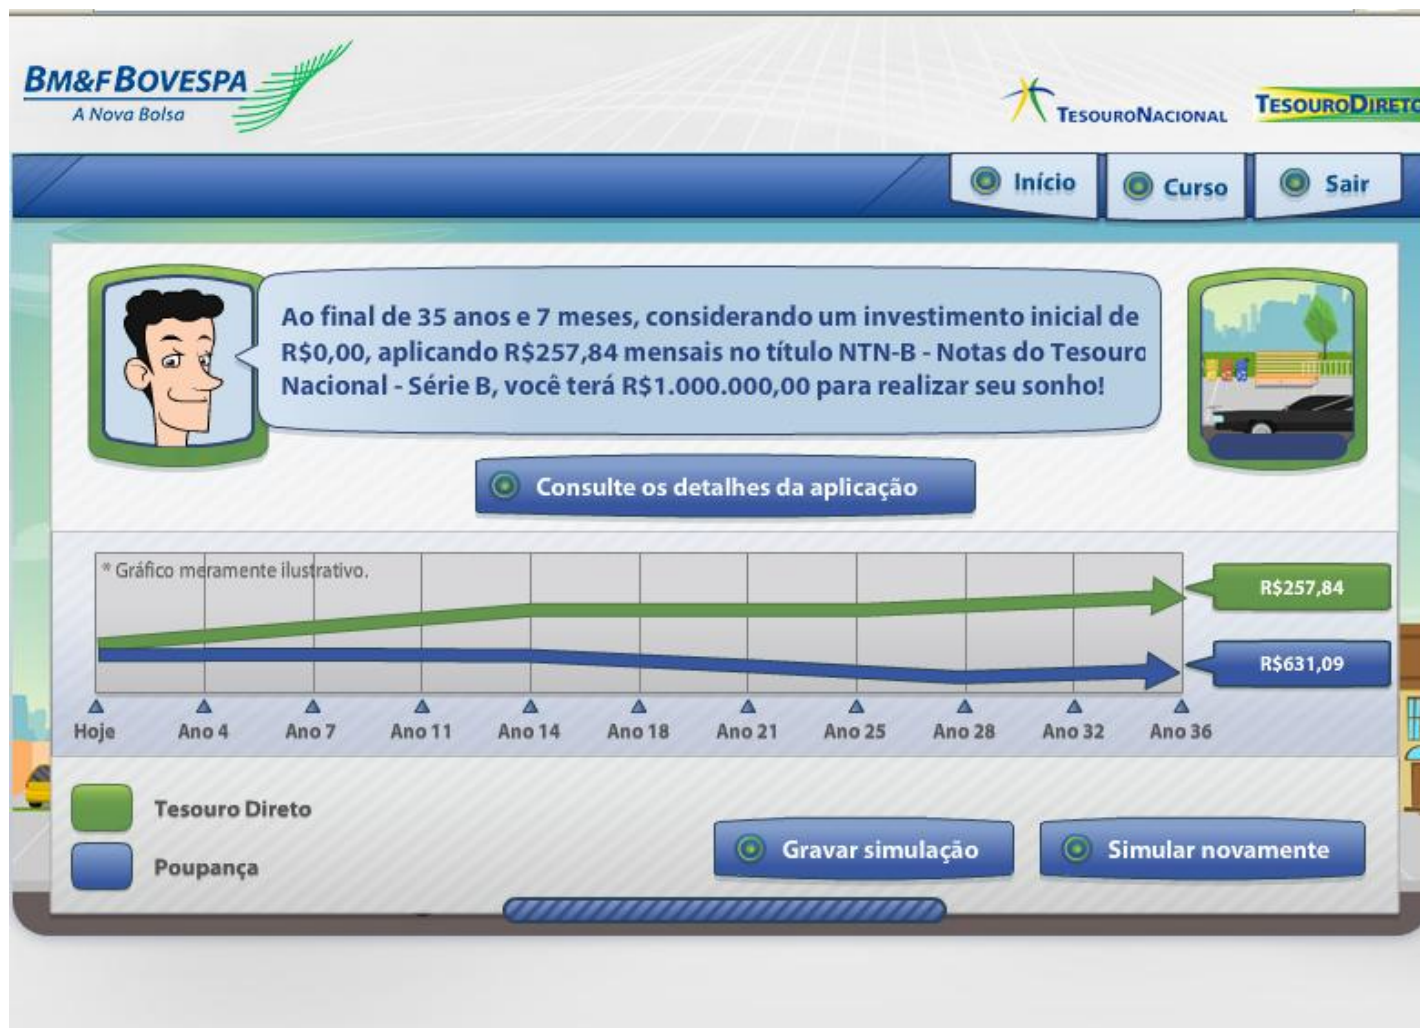 BM&FBOVESPA
A Nova Bolsa
TESOURONACIONAL
TESOURODIRETO
Início
Curso
Sair
Ao final de 35 anos e 7 meses, considerando um investimento inicial de
R$0,00, aplicando R$257,84 mensais no título NTN-B - Notas do Tesouro
Nacional - Série B, você terá R$1.000.000,00 para realizar seu sonho!
Consulte os detalhes da aplicação
* Gráfico meramente ilustrativo.
R$257,84
R$631,09
Hoje Ano 4 Ano 7 Ano 11 Ano 14 Ano 18 Ano 21 Ano 25 Ano 28 Ano 32 Ano 36
Tesouro Direto
Poupança
Gravar simulação
Simular novamente